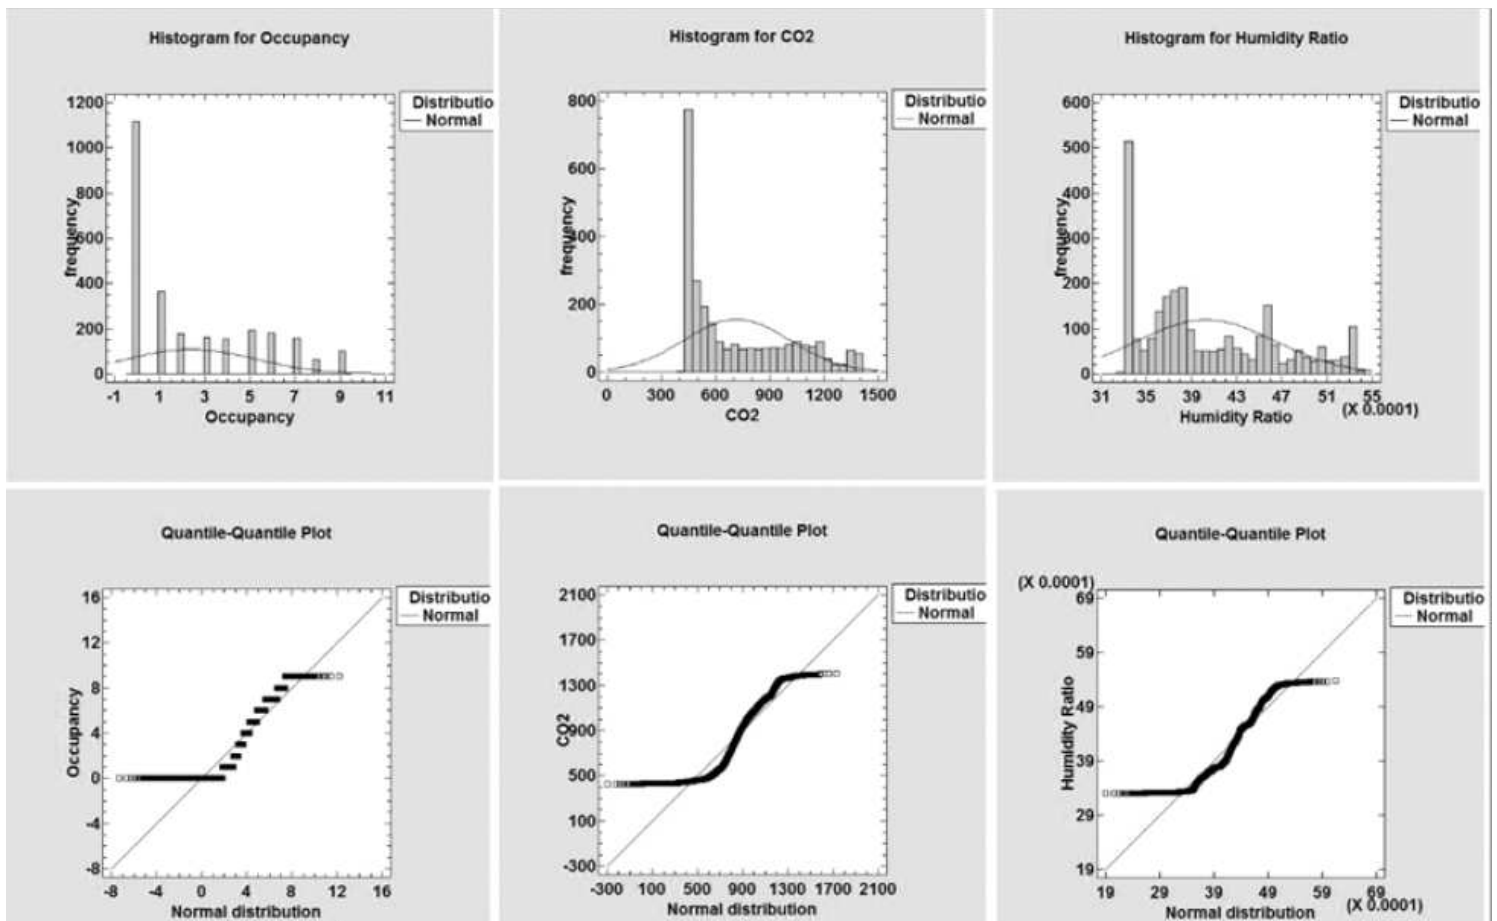 Histogram for Occupancy
Distributio
Normal
1200
1000
800
600
400
200
0
frequency
-1 1 3 5 7 9 11
Occupancy
Histogram for CO2
Distributio
Normal
800
600
400
200
0
frequency
0 300 600 900 1200 1500
CO2
Histogram for Humidity Ratio
Distributio
Normal
600
500
400
300
200
100
0
frequency
31 35 39 43 47 51 55
(X 0.0001)
Humidity Ratio
Quantile-Quantile Plot
Distributio
Normal
16
12
8
4
0
-4
-8
Occupancy
-8 -4 0 4 8 12 16
Normal distribution
Quantile-Quantile Plot
Distributio
Normal
2100
1700
1300
900
500
100
-300
CO2
-300 100 500 900 1300 1700 2100
Normal distribution
Quantile-Quantile Plot
(X 0.0001)
Distributio
Normal
69
59
49
39
29
19
Humidity Ratio
19 29 39 49 59 69
(X 0.0001)
Normal distribution